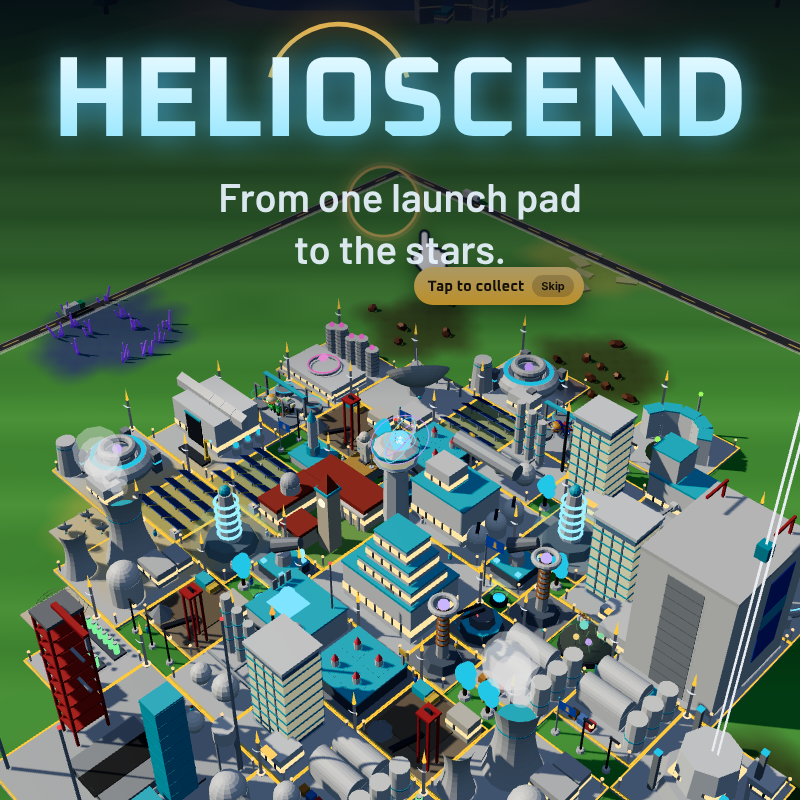 HELIOSCEND
From one launch pad
to the stars.
Tap to collect Skip